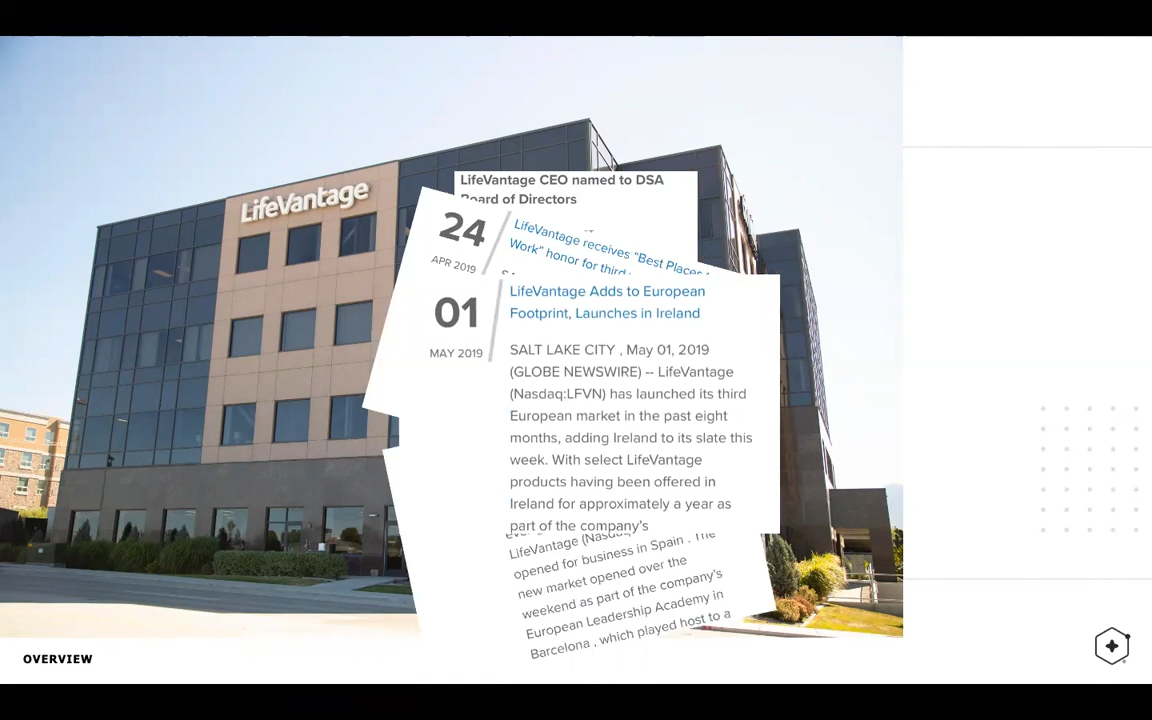 LifeVantage
LifeVantage CEO named to DSA
Board of Directors
24
APR 2019
LifeVantage receives "Best Places
Work" honor for third
01
MAY 2019
LifeVantage Adds to European
Footprint, Launches in Ireland
SALT LAKE CITY , May 01, 2019
(GLOBE NEWSWIRE) -- LifeVantage
(Nasdaq:LFVN) has launched its third
European market in the past eight
months, adding Ireland to its slate this
week. With select LifeVantage
products having been offered in
Ireland for approximately a year as
part of the company's
LifeVantage (Nasdaq
opened for business in Spain . The
new market opened over the
weekend as part of the company's
European Leadership Academy in
Barcelona , which played host to a
OVERVIEW